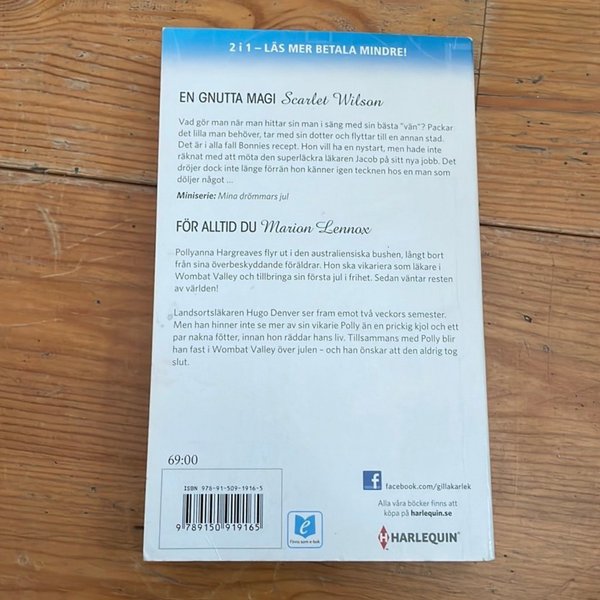 2 i 1 – LÄS MER BETALA MINDRE!
EN GNUTTA MAGI Scarlet Wilson
Vad gör man när man hittar sin man i säng med sin bästa "vän"? Packar
det lilla man behöver, tar med sin dotter och flyttar till en annan stad.
Det är i alla fall Bonnies recept. Hon vill ha en nystart, men hade inte
räknat med att möta den superläckra läkaren Jacob på sitt nya jobb. Det
dröjer dock inte länge förrän hon känner igen tecknen hos en man som
döljer något ...
Miniserie: Mina drömmars jul
FÖR ALLTID DU Marion Lennox
Pollyanna Hargreaves flyr ut i den australiensiska bushen, långt bort
från sina överbeskyddande föräldrar. Hon ska vikariera som läkare i
Wombat Valley och tillbringa sin första jul i frihet. Sedan väntar resten
av världen!
Landsortsläkaren Hugo Denver ser fram emot två veckors semester.
Men han hinner inte se mer av sin vikarie Polly än en prickig kjol och ett
par nakna fötter, innan hon räddar hans liv. Tillsammans med Polly blir
han fast i Wombat Valley över julen – och han önskar att den aldrig tog
slut.
69:00
ISBN 978-91-509-1916-5
9 789150 919165
e
Finns som e-bok
f facebook.com/gillakarlek
Alla våra böcker finns att
köpa på harlequin.se
HARLEQUIN®